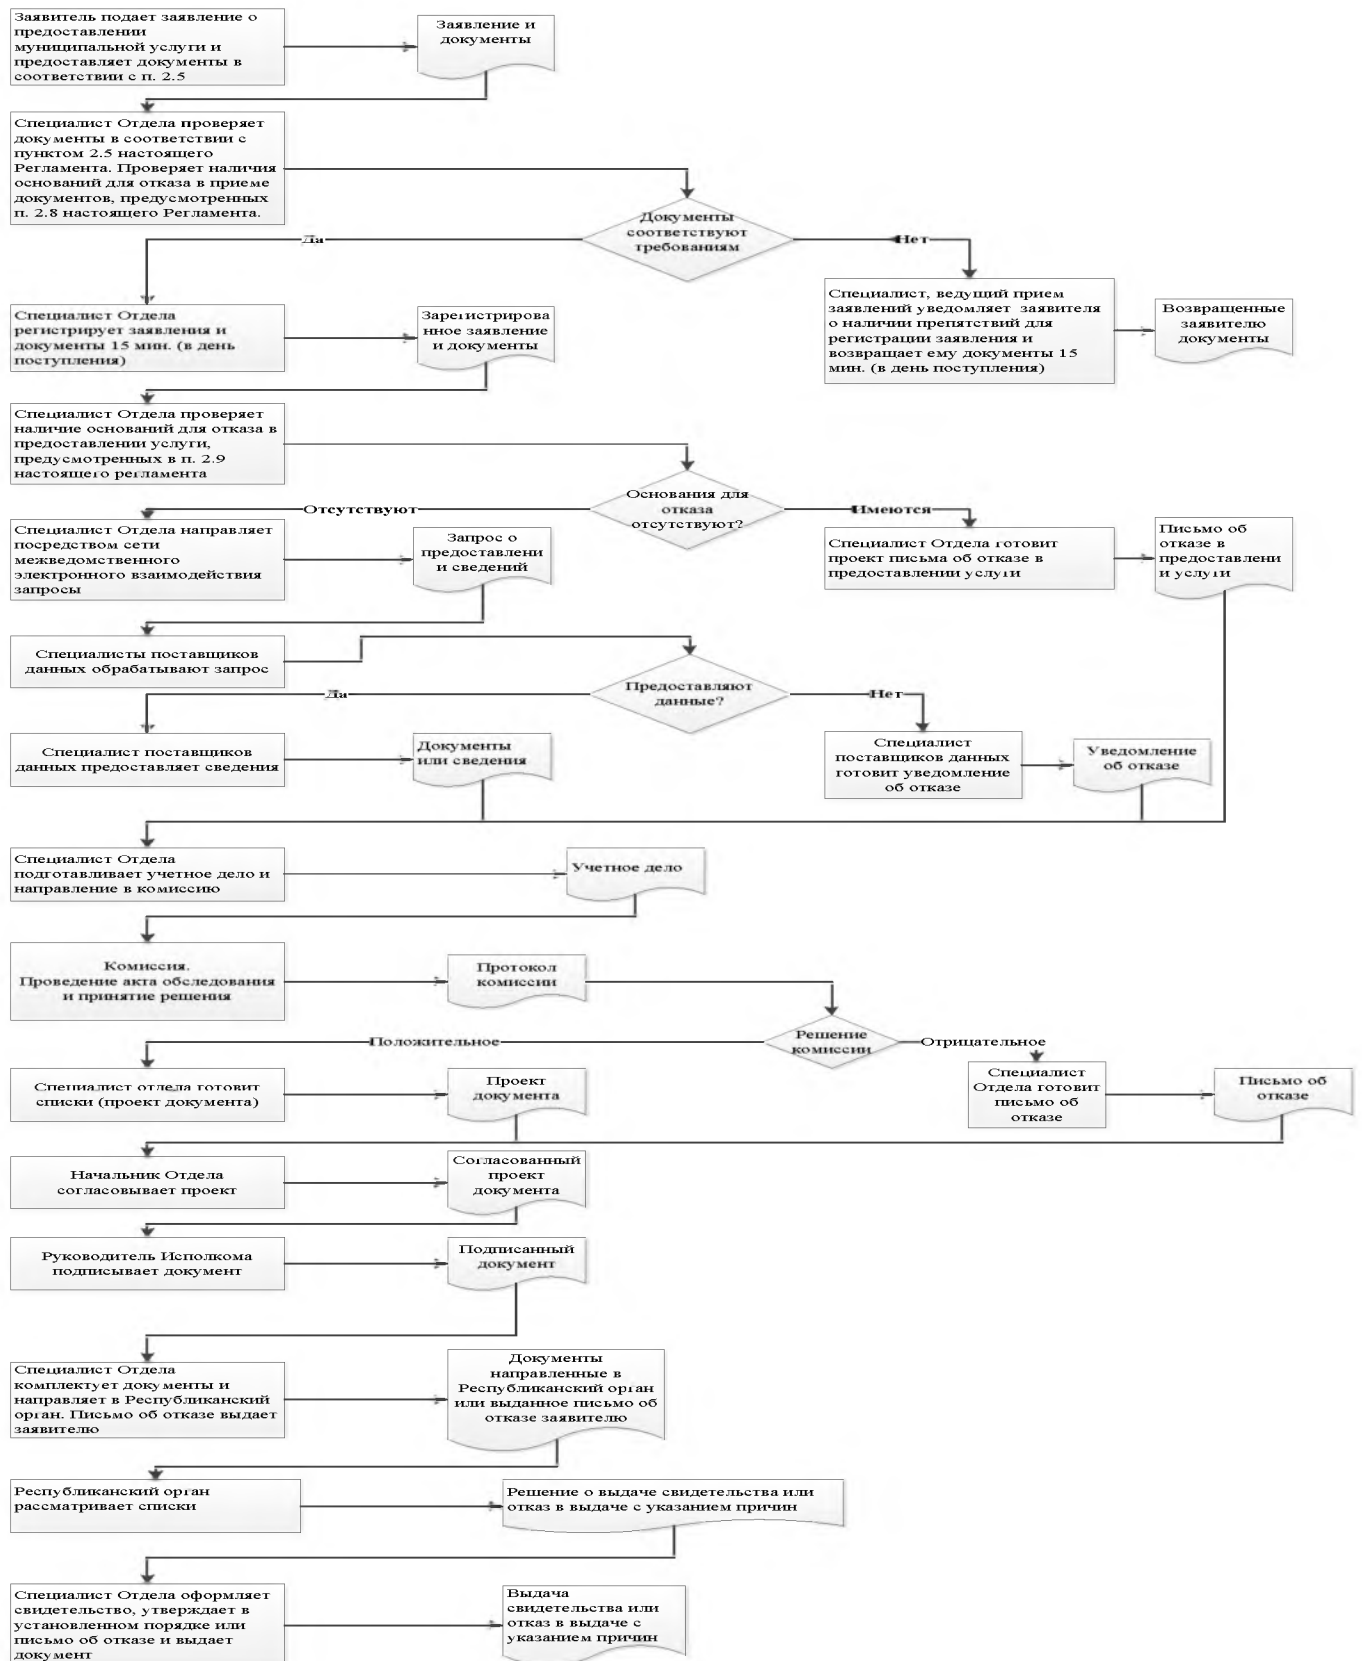 Заявитель подает заявление о
предоставлении
муниципальной услуги и
предоставляет документы в
соответствии с п. 2.5
Заявление и
документы
Специалист Отдела проверяет
документы в соответствии с
пунктом 2.5 настоящего
Регламента. Проверяет наличия
оснований для отказа в приеме
документов, предусмотренных
п. 2.8 настоящего Регламента.
Документы
соответствуют
требованиям
Да
Нет
Специалист Отдела
регистрирует заявления и
документы 15 мин. (в день
поступления)
Зарегистрирова
нное заявление
и документы
Специалист, ведущий прием
заявлений уведомляет заявителя
о наличии препятствий для
регистрации заявления и
возвращает ему документы 15
мин. (в день поступления)
Возвращенные
заявителю
документы
Специалист Отдела проверяет
наличие оснований для отказа в
предоставлении услуги,
предусмотренных в п. 2.9
настоящего регламента
Основания для
отказа
отсутствуют?
Отсутствуют
Имеются
Специалист Отдела направляет
посредством сети
межведомственного
электронного взаимодействия
запросы
Запрос о
предоставлени
и сведений
Специалист Отдела готовит
проект письма об отказе в
предоставлении услуги
Письмо об
отказе в
предоставлени
и услуги
Специалисты поставщиков
данных обрабатывают запрос
Предоставляют
данные?
Да
Нет
Специалист поставщиков
данных предоставляет сведения
Документы
или сведения
Специалист
поставщиков данных
готовит уведомление
об отказе
Уведомление
об отказе
Специалист Отдела
подготавливает учетное дело и
направление в комиссию
Учетное дело
Комиссия.
Проведение акта обследования
и принятие решения
Протокол
комиссии
Решение
комиссии
Положительное
Отрицательное
Специалист отдела готовит
списки (проект документа)
Проект
документа
Специалист
Отдела готовит
письмо об
отказе
Письмо об
отказе
Начальник Отдела
согласовывает проект
Согласованный
проект
документа
Руководитель Исполкома
подписывает документ
Подписанный
документ
Специалист Отдела
комплектует документы и
направляет в Республиканский
орган. Письмо об отказе выдает
заявителю
Документы
направленные в
Республиканский орган
или выданное письмо об
отказе заявителю
Республиканский орган
рассматривает списки
Решение о выдаче свидетельства или
отказ в выдаче с указанием причин
Специалист Отдела оформляет
свидетельство, утверждает в
установленном порядке или
письмо об отказе и выдает
документ
Выдача
свидетельства или
отказ в выдаче с
указанием причин